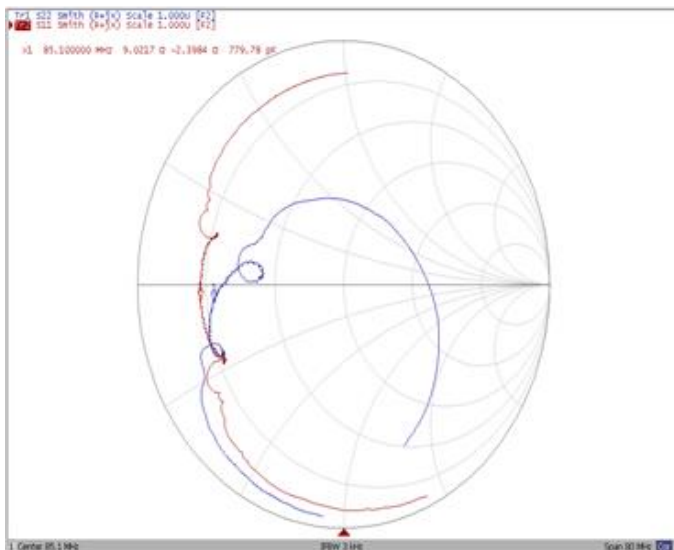 Tr1 S22 Smith (R+jX) Scale 1.000U [F2]
Tr2 S11 Smith (R+jX) Scale 1.000U [F2]
>1 85.100000 MHz 9.0217 Ω -2.3984 Ω 779.78 pF
1 Center 85.1 MHz IFBW 3 kHz Span 80 MHz